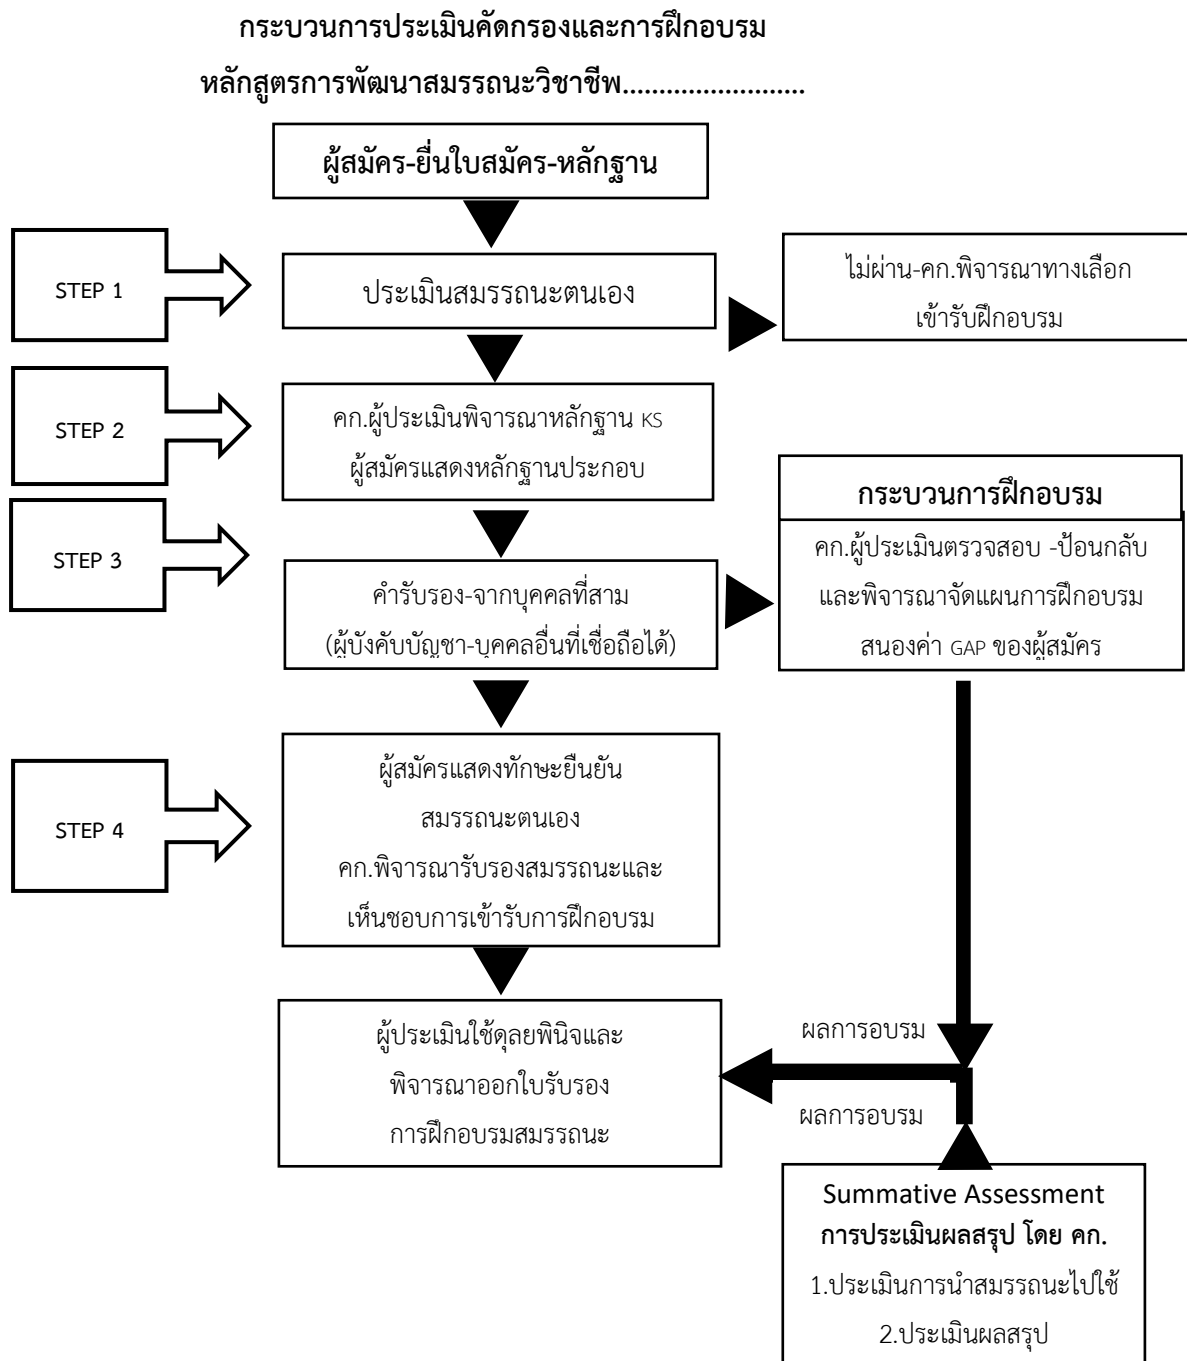 กระบวนการประเมินคัดกรองและการฝึกอบรม
หลักสูตรการพัฒนาสมรรถนะวิชาชีพ.........................
ผู้สมัคร-ยื่นใบสมัคร-หลักฐาน
STEP 1
ประเมินสมรรถนะตนเอง
ไม่ผ่าน-คก.พิจารณาทางเลือก
เข้ารับฝึกอบรม
STEP 2
คก.ผู้ประเมินพิจารณาหลักฐาน KS
ผู้สมัครแสดงหลักฐานประกอบ
STEP 3
คำรับรอง-จากบุคคลที่สาม
(ผู้บังคับบัญชา-บุคคลอื่นที่เชื่อถือได้)
กระบวนการฝึกอบรม
คก.ผู้ประเมินตรวจสอบ -ป้อนกลับ
และพิจารณาจัดแผนการฝึกอบรม
สนองค่า GAP ของผู้สมัคร
STEP 4
ผู้สมัครแสดงทักษะยืนยัน
สมรรถนะตนเอง
คก.พิจารณารับรองสมรรถนะและ
เห็นชอบการเข้ารับการฝึกอบรม
ผู้ประเมินใช้ดุลยพินิจและ
พิจารณาออกใบรับรอง
การฝึกอบรมสมรรถนะ
ผลการอบรม
ผลการอบรม
Summative Assessment
การประเมินผลสรุป โดย คก.
1.ประเมินการนำสมรรถนะไปใช้
2.ประเมินผลสรุป